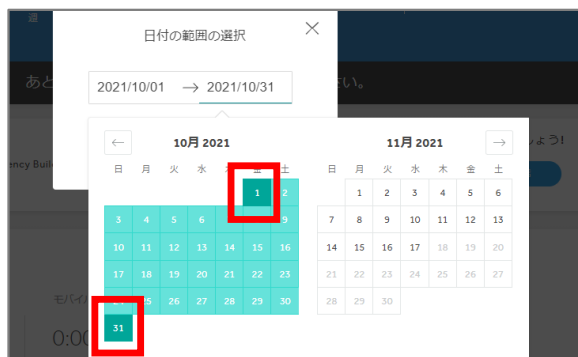 週
日付の範囲の選択
あと
さい。
2021/10/01 → 2021/10/31
しょう!
ency Buil
← 10月 2021
11月 2021 →
日 月 火 水 金 土
日 月 火 水 木 金 土
1 2
1 2 3 4 5 6
3 4 5 6 9
7 8 9 10 11 12 13
10 11 12 13 14 15 16
14 15 16 17 18 19 20
17 18 19 20 21 22 23
21 22 23 24 25 26 27
24 25 26 27 28 29 30
28 29 30
31
モバイ
0:00